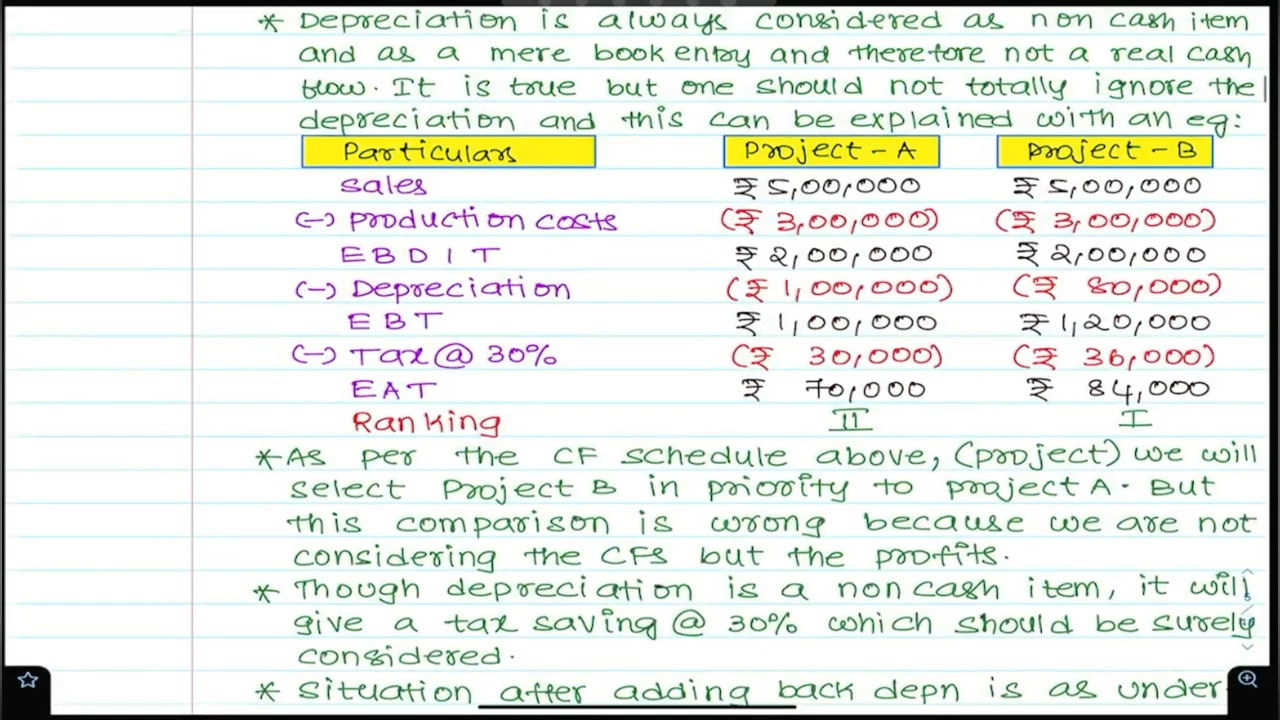 * Depreciation is always considered as non cash item
and as a mere book entry and therefore not a real cash
flow. It is true but one should not totally ignore the
depreciation and this can be explained with an eg:
Particulars Project - A Project - B
Sales ₹ 5,00,000 ₹ 5,00,000
(-) Production costs (₹ 3,00,000) (₹ 3,00,000)
EBDIT ₹ 2,00,000 ₹ 2,00,000
(-) Depreciation (₹ 1,00,000) (₹ 80,000)
EBT ₹ 1,00,000 ₹ 1,20,000
(-) Tax @ 30% (₹ 30,000) (₹ 36,000)
EAT ₹ 70,000 ₹ 84,000
Ranking II I
* As per the CF schedule above, (project) we will
select Project B in priority to project A. But
this comparison is wrong because we are not
considering the CFs but the profits.
* Though depreciation is a non cash item, it will
give a tax saving @ 30% which should be surely
considered.
* Situation after adding back depn is as under-